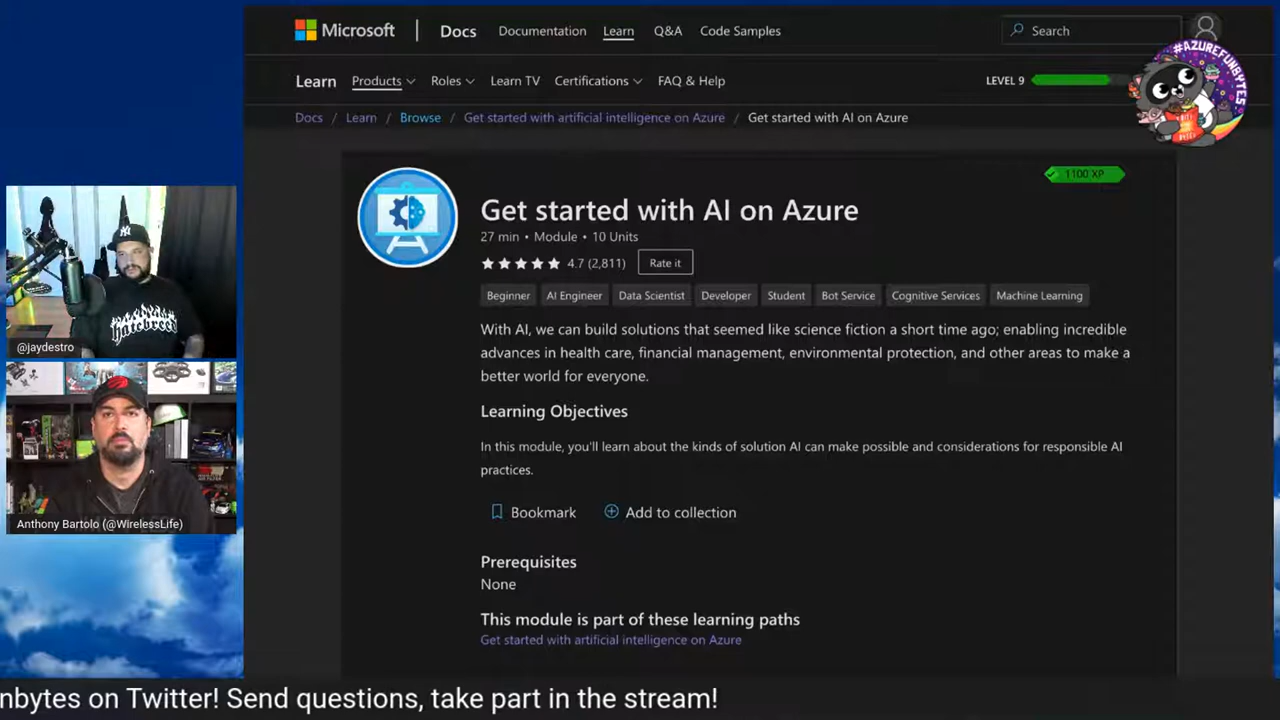 Microsoft
Docs
Documentation
Learn
Q&A
Code Samples
Search
#AZUREFUNBYTES
Learn
Products
Roles
Learn TV
Certifications
FAQ & Help
LEVEL 9
Docs / Learn / Browse / Get started with artificial intelligence on Azure / Get started with AI on Azure
1100 XP
Get started with AI on Azure
27 min • Module • 10 Units
4.7 (2,811)
Rate it
Beginner
AI Engineer
Data Scientist
Developer
Student
Bot Service
Cognitive Services
Machine Learning
With AI, we can build solutions that seemed like science fiction a short time ago; enabling incredible
advances in health care, financial management, environmental protection, and other areas to make a
better world for everyone.
Learning Objectives
In this module, you'll learn about the kinds of solution AI can make possible and considerations for responsible AI
practices.
Bookmark
Add to collection
Prerequisites
None
This module is part of these learning paths
Get started with artificial intelligence on Azure
hatebreed
@jaydestro
Anthony Bartolo (@WirelessLife)
nbytes on Twitter! Send questions, take part in the stream!